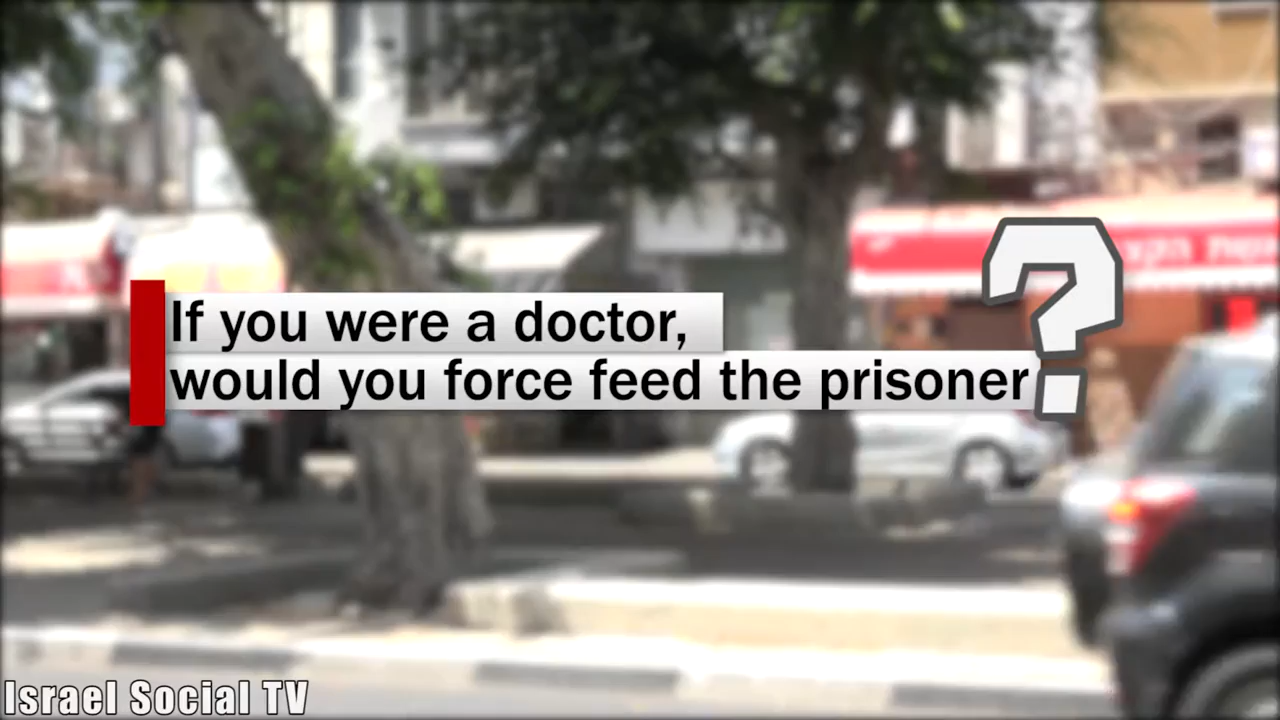 If you were a doctor,
would you force feed the prisoner
?
Israel Social TV